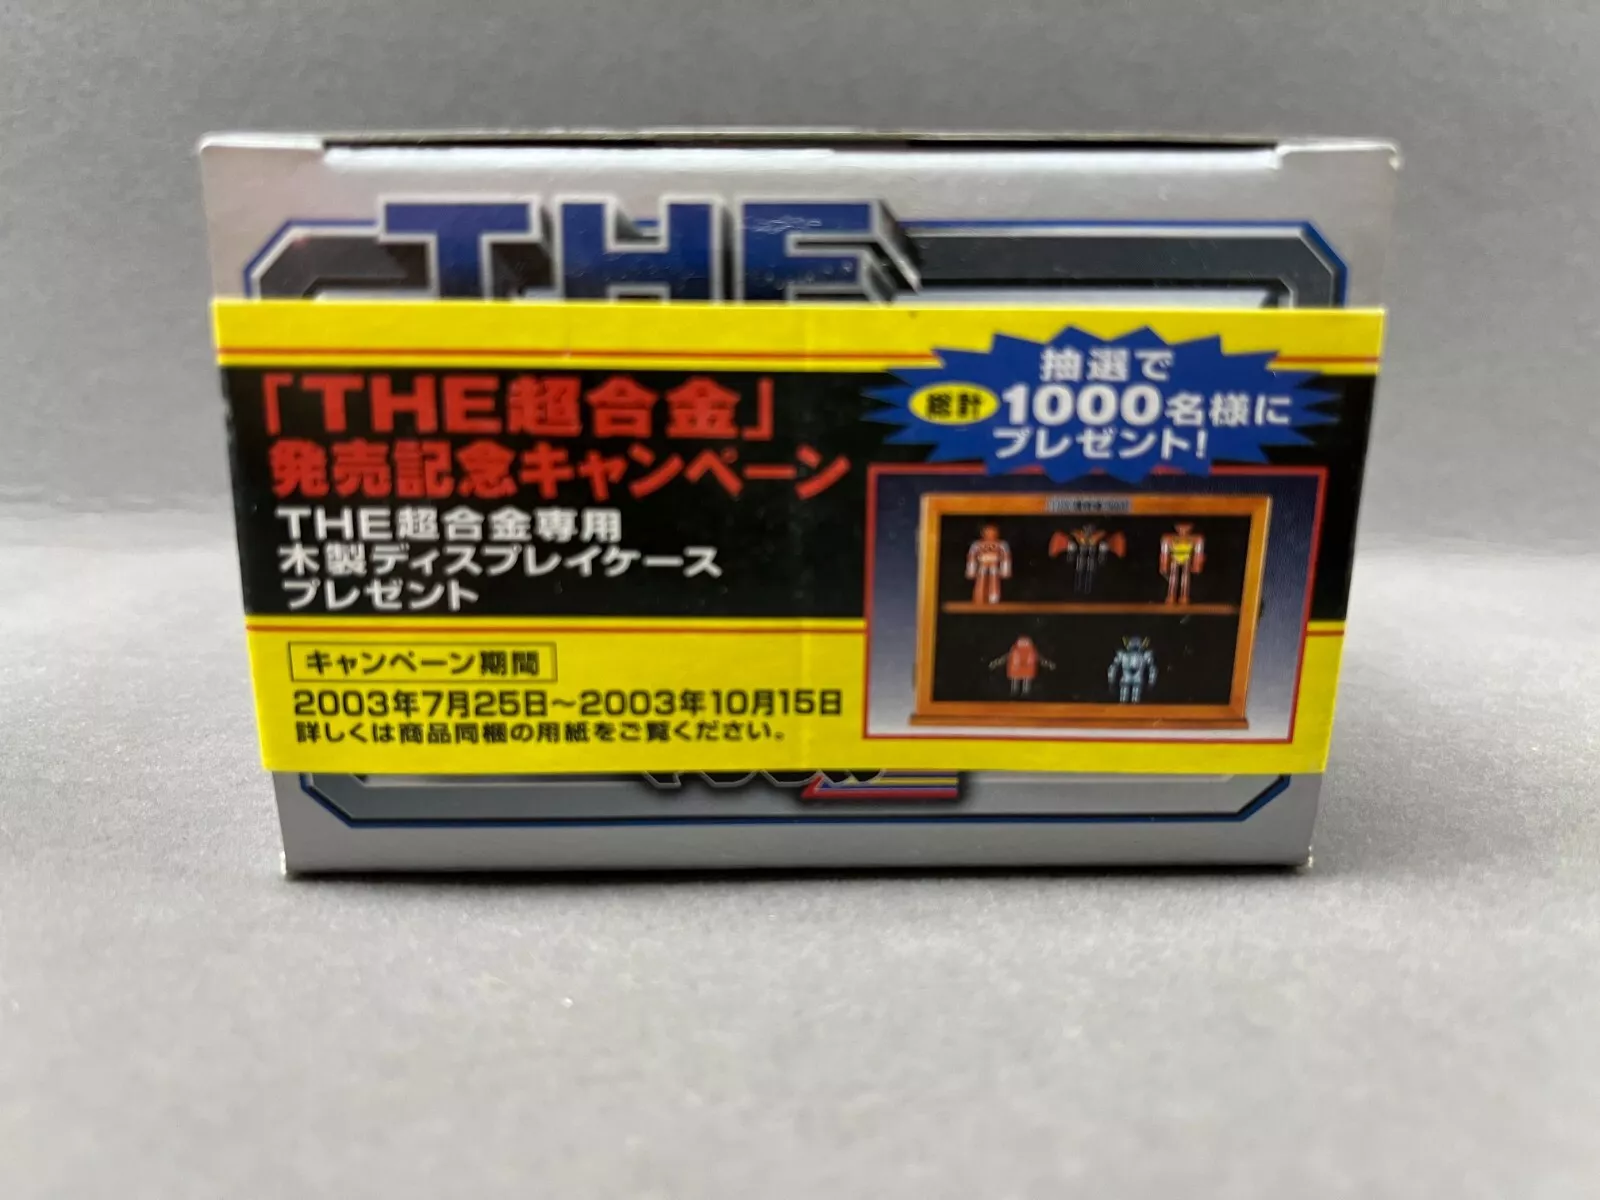 THE
「THE超合金」
発売記念キャンペーン
THE超合金専用
木製ディスプレイケース
プレゼント
抽選で
総計 1000名様に
プレゼント!
キャンペーン期間
2003年7月25日～2003年10月15日
詳しくは商品同梱の用紙をご覧ください。